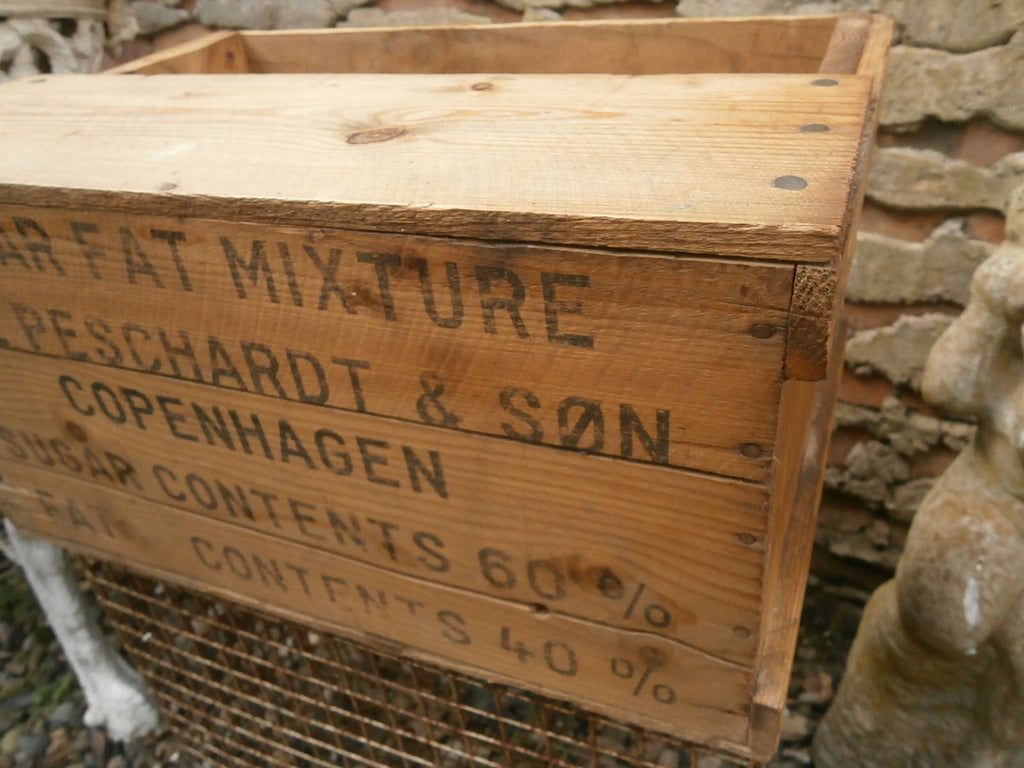 AR FAT MIXTURE
. PESCHARDT & SØN
COPENHAGEN
SUGAR CONTENTS 60 %
FAT CONTENTS 40 %